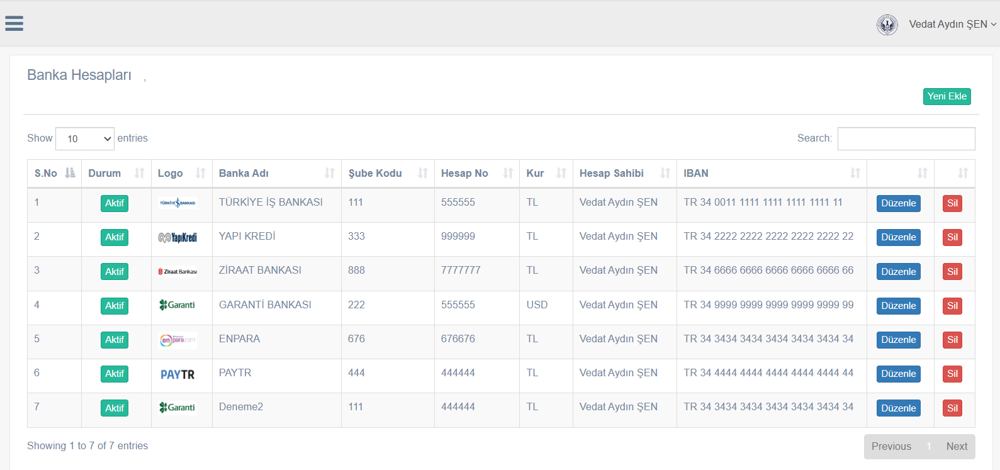 Vedat Aydın ŞEN
Banka Hesapları ,
Yeni Ekle
Show 10 entries Search:
S.No Durum Logo Banka Adı Şube Kodu Hesap No Kur Hesap Sahibi IBAN
1 Aktif TÜRKİYE İŞ BANKASI TÜRKİYE İŞ BANKASI 111 555555 TL Vedat Aydın ŞEN TR 34 0011 1111 1111 1111 1111 11 Düzenle Sil
2 Aktif YapıKredi YAPI KREDİ 333 999999 TL Vedat Aydın ŞEN TR 34 2222 2222 2222 2222 2222 22 Düzenle Sil
3 Aktif Ziraat Bankası ZİRAAT BANKASI 888 7777777 TL Vedat Aydın ŞEN TR 34 6666 6666 6666 6666 6666 66 Düzenle Sil
4 Aktif Garanti GARANTİ BANKASI 222 555555 USD Vedat Aydın ŞEN TR 34 9999 9999 9999 9999 9999 99 Düzenle Sil
5 Aktif enpara.com ENPARA 676 676676 TL Vedat Aydın ŞEN TR 34 3434 3434 3434 3434 3434 34 Düzenle Sil
6 Aktif PAYTR PAYTR 444 444444 TL Vedat Aydın ŞEN TR 34 4444 4444 4444 4444 4444 44 Düzenle Sil
7 Aktif Garanti Deneme2 111 444444 TL Vedat Aydın ŞEN TR 34 3434 3434 3434 3434 3434 34 Düzenle Sil
Showing 1 to 7 of 7 entries Previous 1 Next